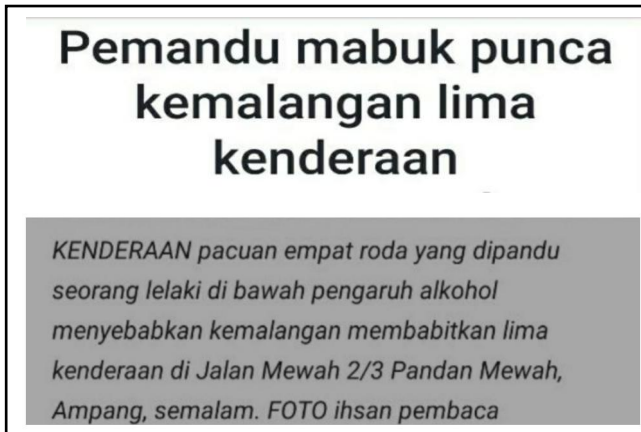 Pemandu mabuk punca
kemalangan lima
kenderaan
KENDERAAN pacuan empat roda yang dipandu
seorang lelaki di bawah pengaruh alkohol
menyebabkan kemalangan membabitkan lima
kenderaan di Jalan Mewah 2/3 Pandan Mewah,
Ampang, semalam. FOTO ihsan pembaca